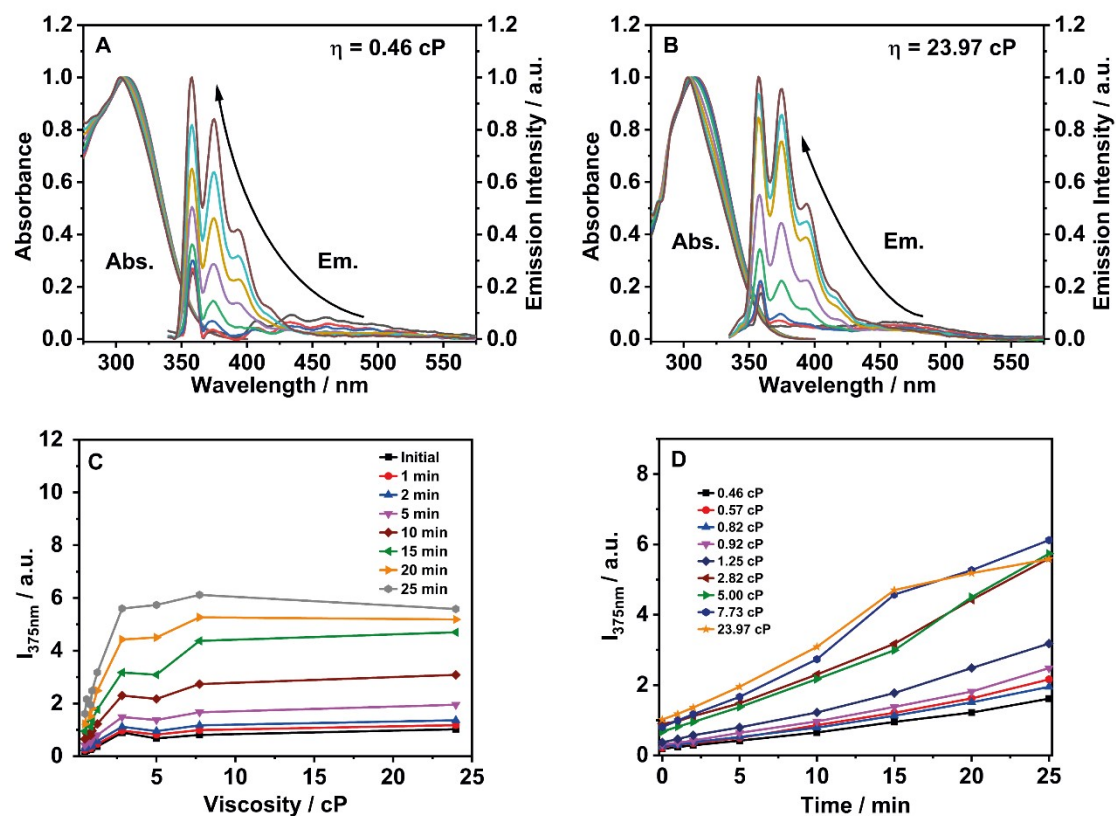 A
η = 0.46 cP
Abs.
Em.
Absorbance
Emission Intensity / a.u.
0.0
0.2
0.4
0.6
0.8
1.0
1.2
0.0
0.2
0.4
0.6
0.8
1.0
1.2
300 350 400 450 500 550
Wavelength / nm
B
η = 23.97 cP
Abs.
Em.
Absorbance
Emission Intensity / a.u.
0.0
0.2
0.4
0.6
0.8
1.0
1.2
0.0
0.2
0.4
0.6
0.8
1.0
1.2
300 350 400 450 500 550
Wavelength / nm
C
Initial
1 min
2 min
5 min
10 min
15 min
20 min
25 min
I375nm / a.u.
12
10
8
6
4
2
0
0 5 10 15 20 25
Viscosity / cP
D
0.46 cP
0.57 cP
0.82 cP
0.92 cP
1.25 cP
2.82 cP
5.00 cP
7.73 cP
23.97 cP
I375nm / a.u.
8
6
4
2
0
0 5 10 15 20 25
Time / min